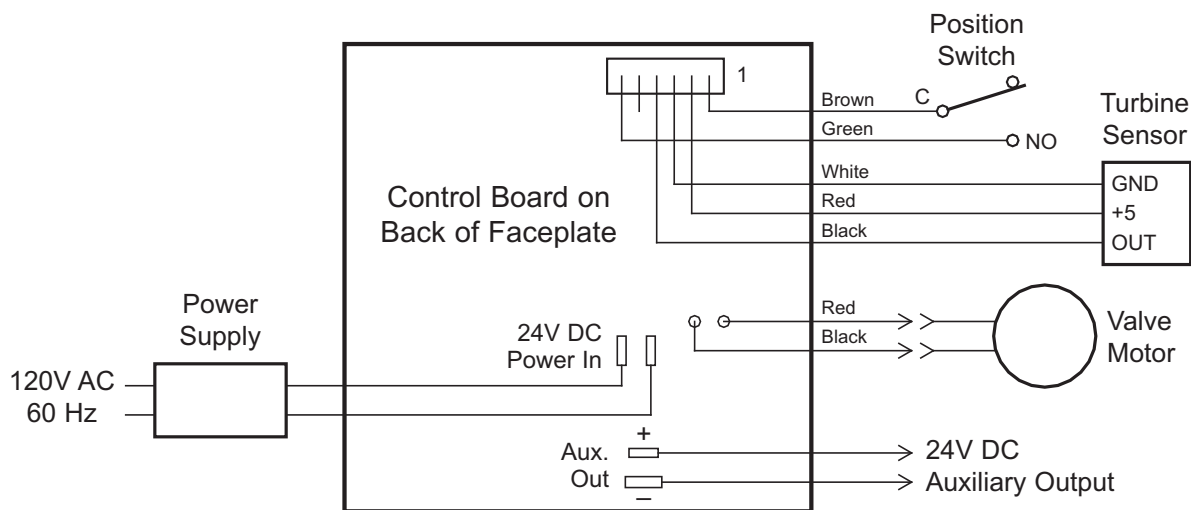 Position
Switch
1
Brown
C
Turbine
Sensor
Green
NO
White
GND
Control Board on
Back of Faceplate
Red
+5
Black
OUT
Power
Supply
24V DC
Power In
Red
Black
Valve
Motor
120V AC
60 Hz
+
Aux.
Out
–
24V DC
Auxiliary Output